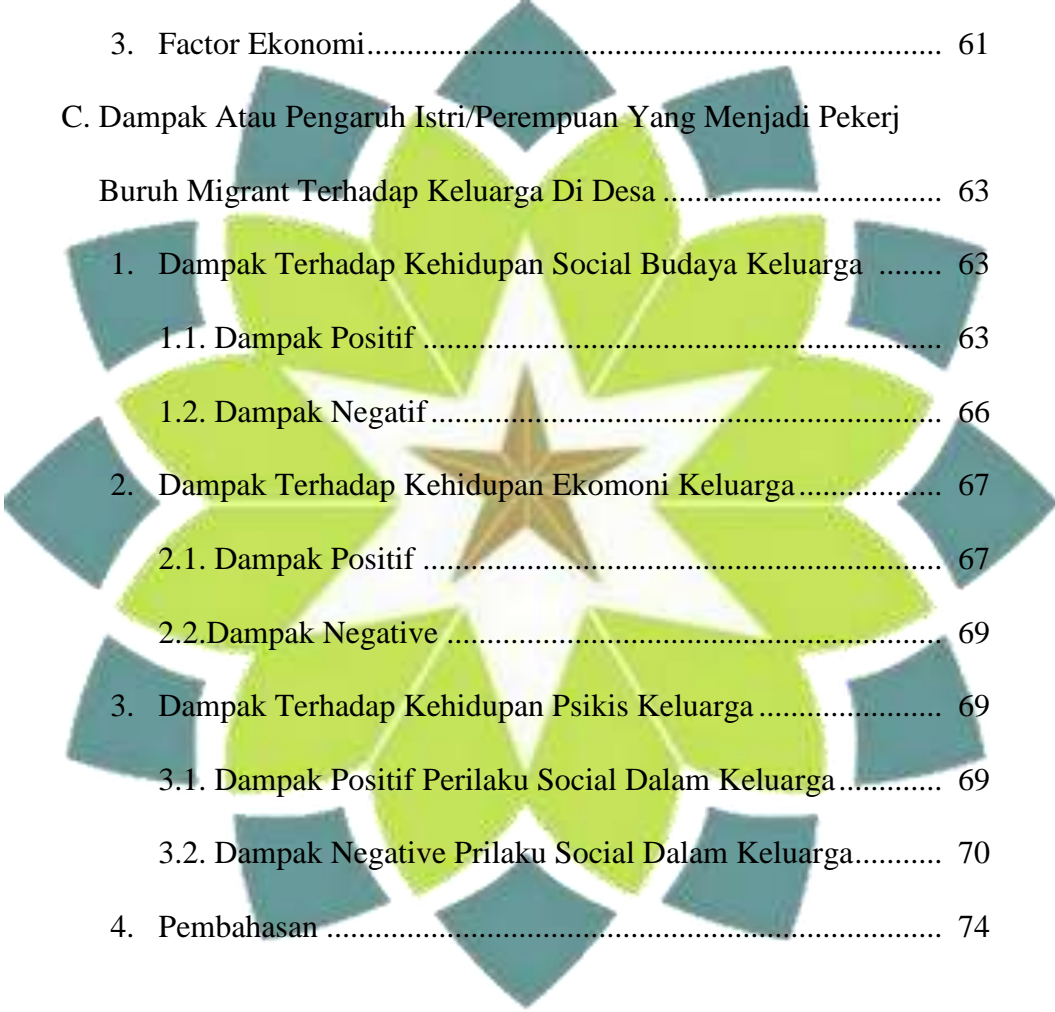 3. Factor Ekonomi..................................................................... 61
C. Dampak Atau Pengaruh Istri/Perempuan Yang Menjadi Pekerj
Buruh Migrant Terhadap Keluarga Di Desa .................................. 63
1. Dampak Terhadap Kehidupan Social Budaya Keluarga ........ 63
1.1. Dampak Positif ............................................................... 63
1.2. Dampak Negatif.............................................................. 66
2. Dampak Terhadap Kehidupan Ekomoni Keluarga................. 67
2.1. Dampak Positif ............................................................... 67
2.2.Dampak Negative ............................................................ 69
3. Dampak Terhadap Kehidupan Psikis Keluarga...................... 69
3.1. Dampak Positif Perilaku Social Dalam Keluarga............. 69
3.2. Dampak Negative Prilaku Social Dalam Keluarga........... 70
4. Pembahasan .......................................................................... 74